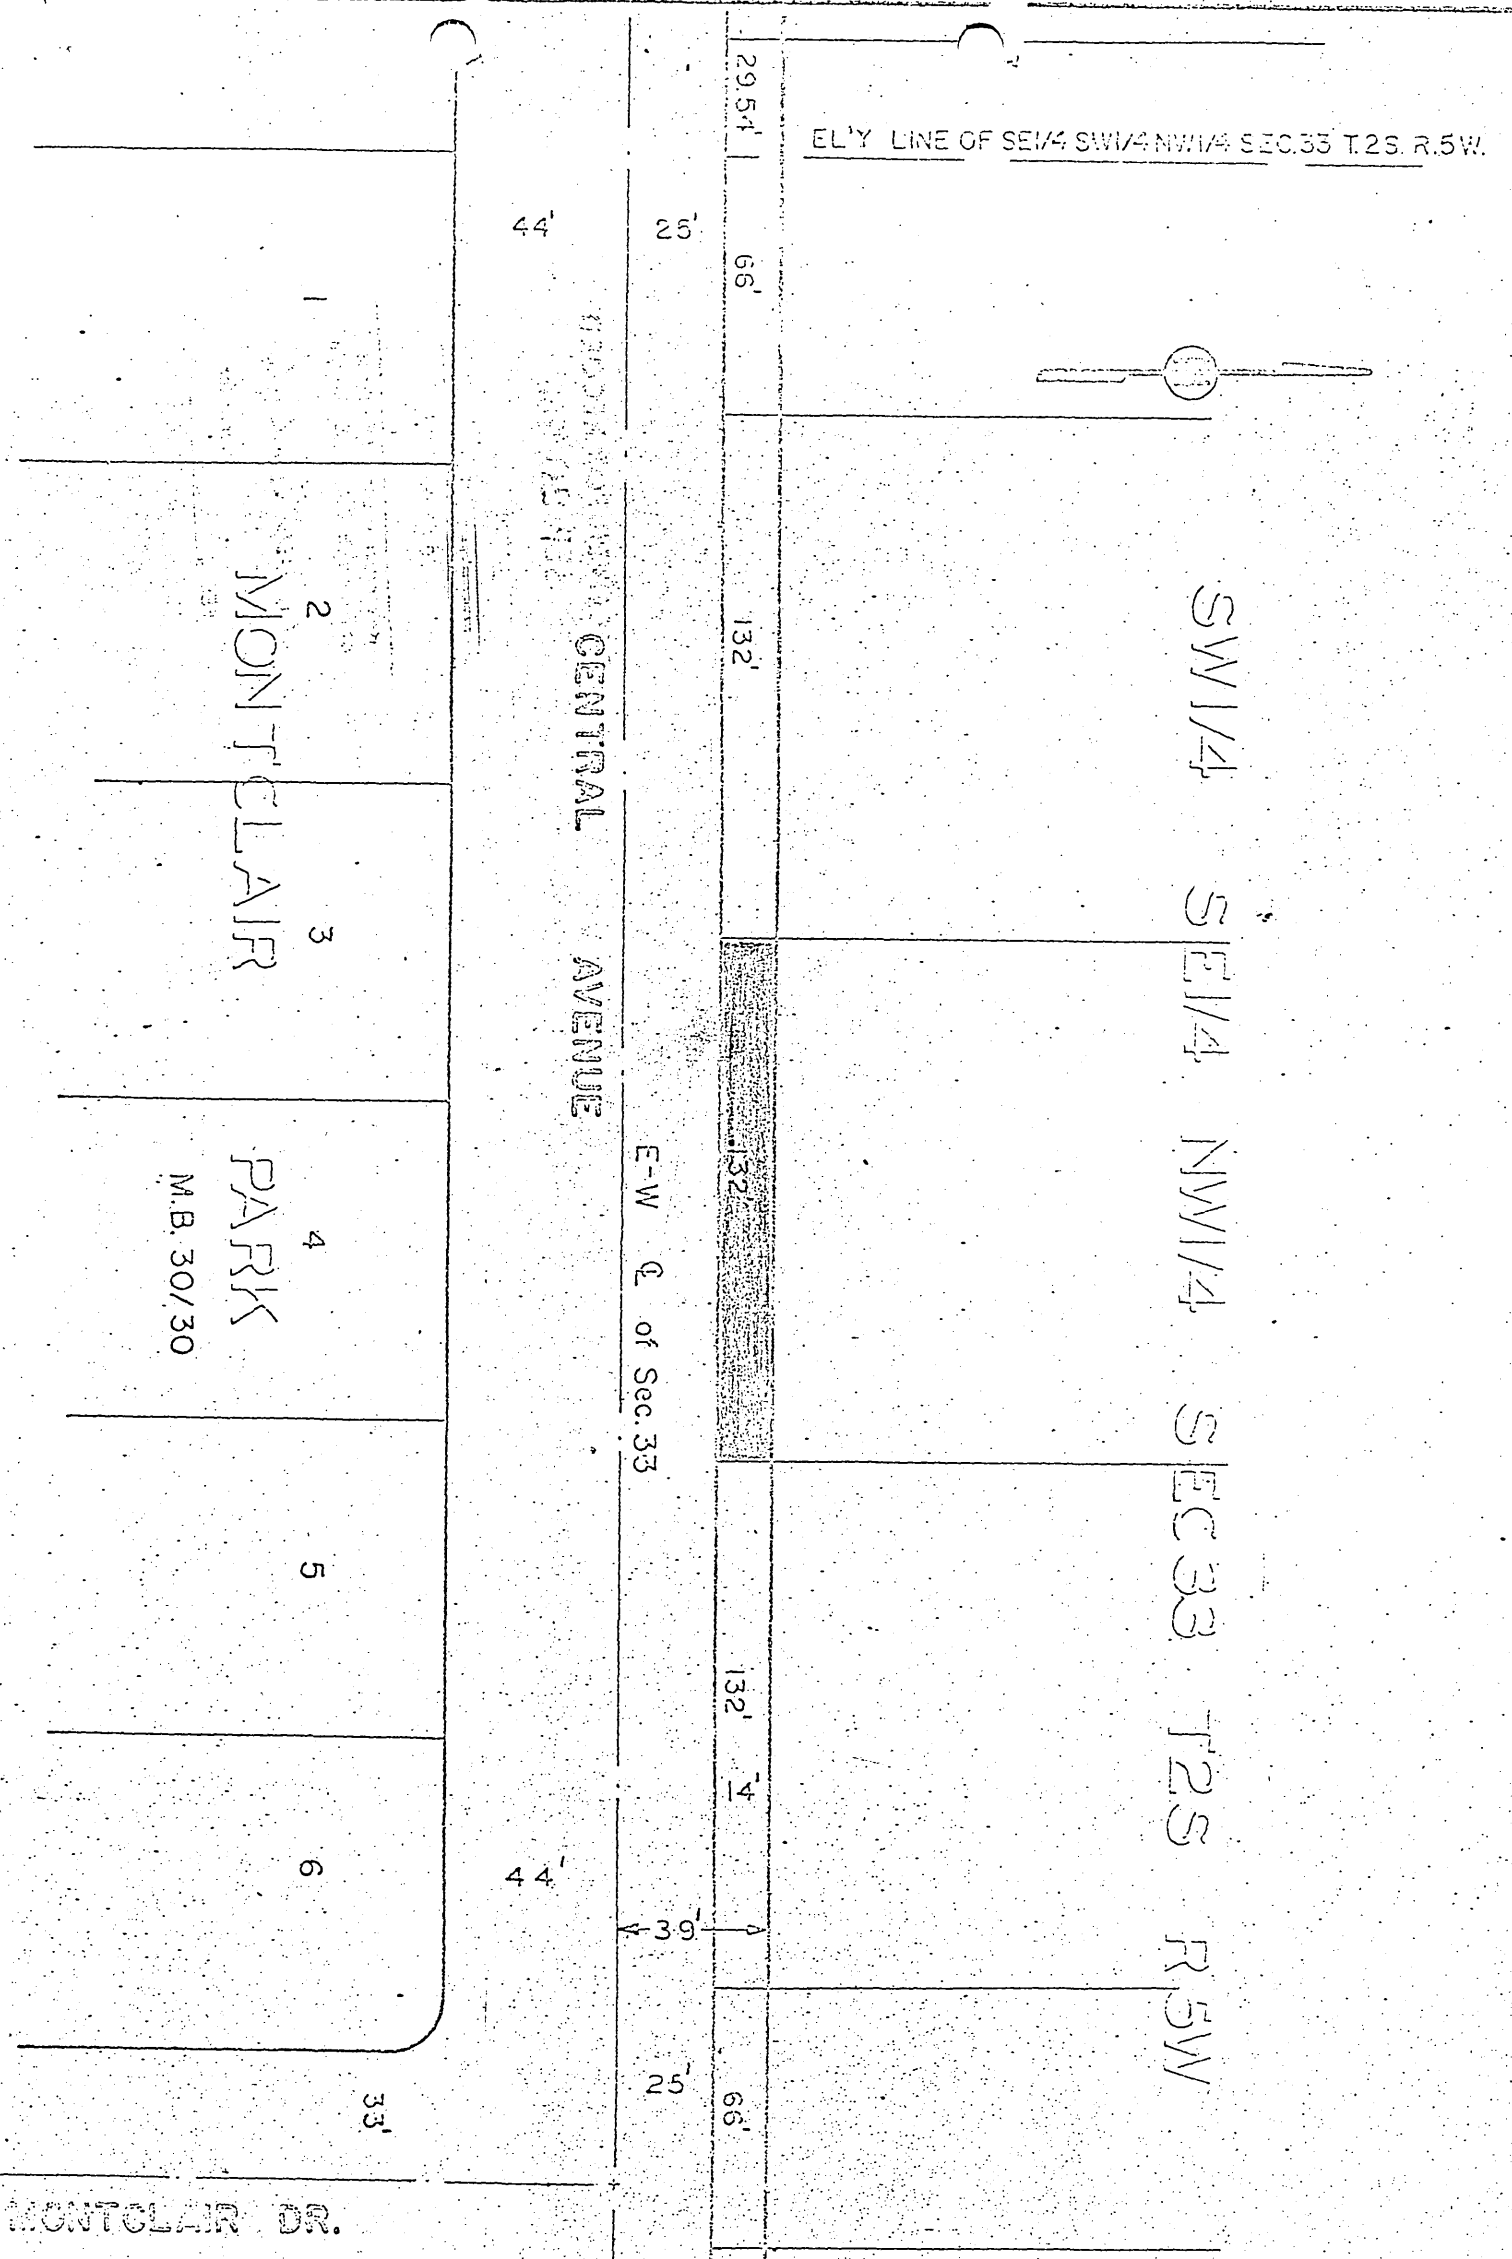 EL'Y LINE OF SE1/4 SW1/4 NW1/4 SEC.33 T.2S. R.5W.
SW1/4 SE1/4 NW1/4 SEC 33 T2S R5W
29.54'
66'
132'
132'
132'
14'
66'
25'
39'
25'
E-W ℄ of Sec. 33
44'
CENTRAL AVENUE
44'
1
2
3
4
5
6
MONTCLAIR PARK
M.B. 30/30
33'
MONTCLAIR DR.